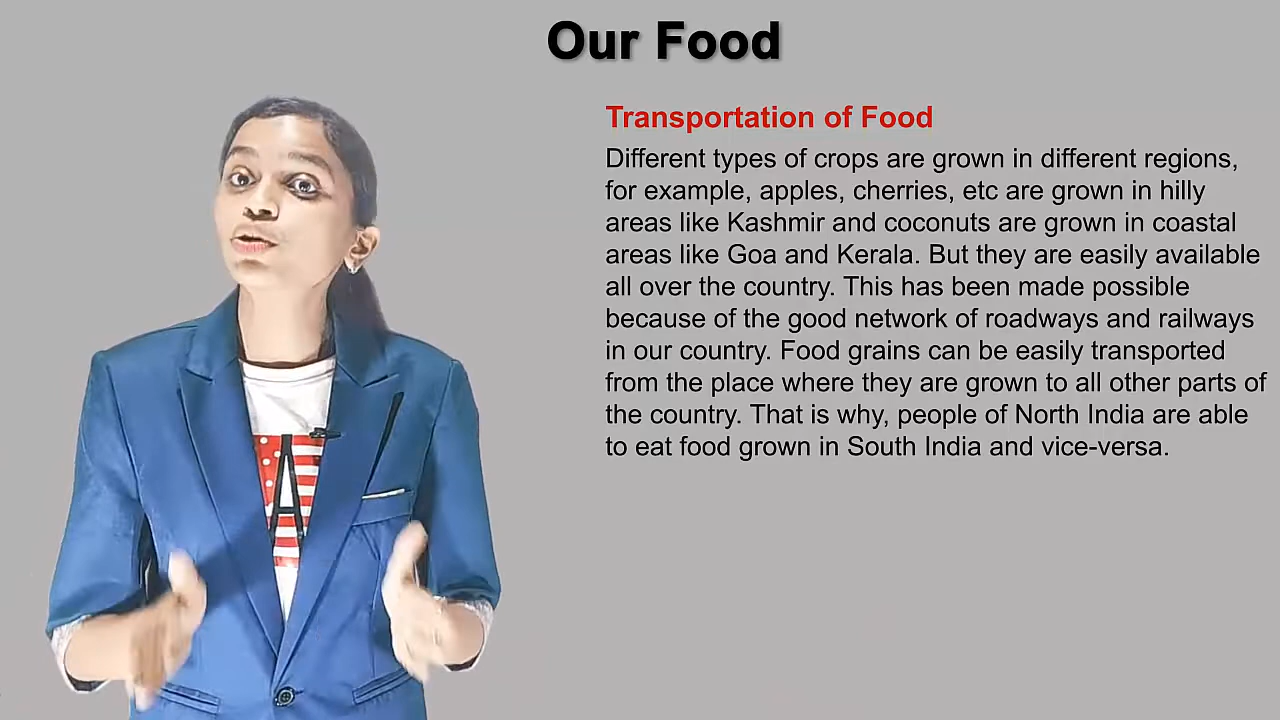 Our Food
Transportation of Food
Different types of crops are grown in different regions,
for example, apples, cherries, etc are grown in hilly
areas like Kashmir and coconuts are grown in coastal
areas like Goa and Kerala. But they are easily available
all over the country. This has been made possible
because of the good network of roadways and railways
in our country. Food grains can be easily transported
from the place where they are grown to all other parts of
the country. That is why, people of North India are able
to eat food grown in South India and vice-versa.
A